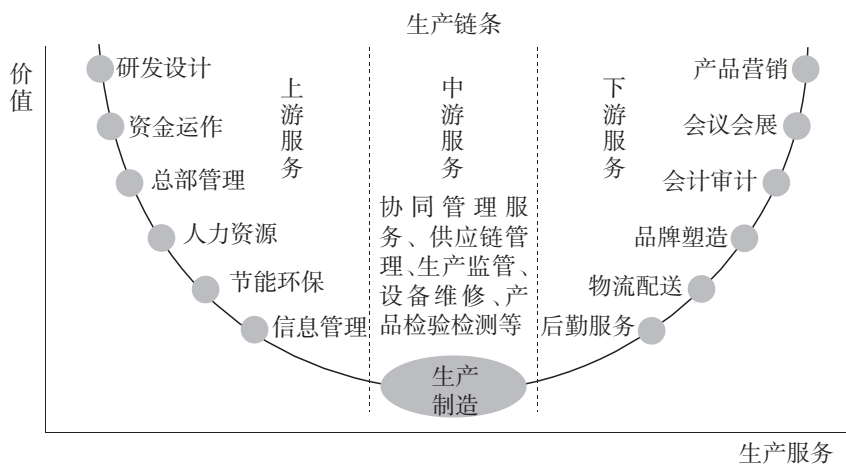 生产链条
价值
研发设计
资金运作
总部管理
人力资源
节能环保
信息管理
上游服务
中游服务
协同管理服
务、供应链管
理、生产监管、
设备维修、产
品检验检测等
下游服务
产品营销
会议会展
会计审计
品牌塑造
物流配送
后勤服务
生产
制造
生产服务